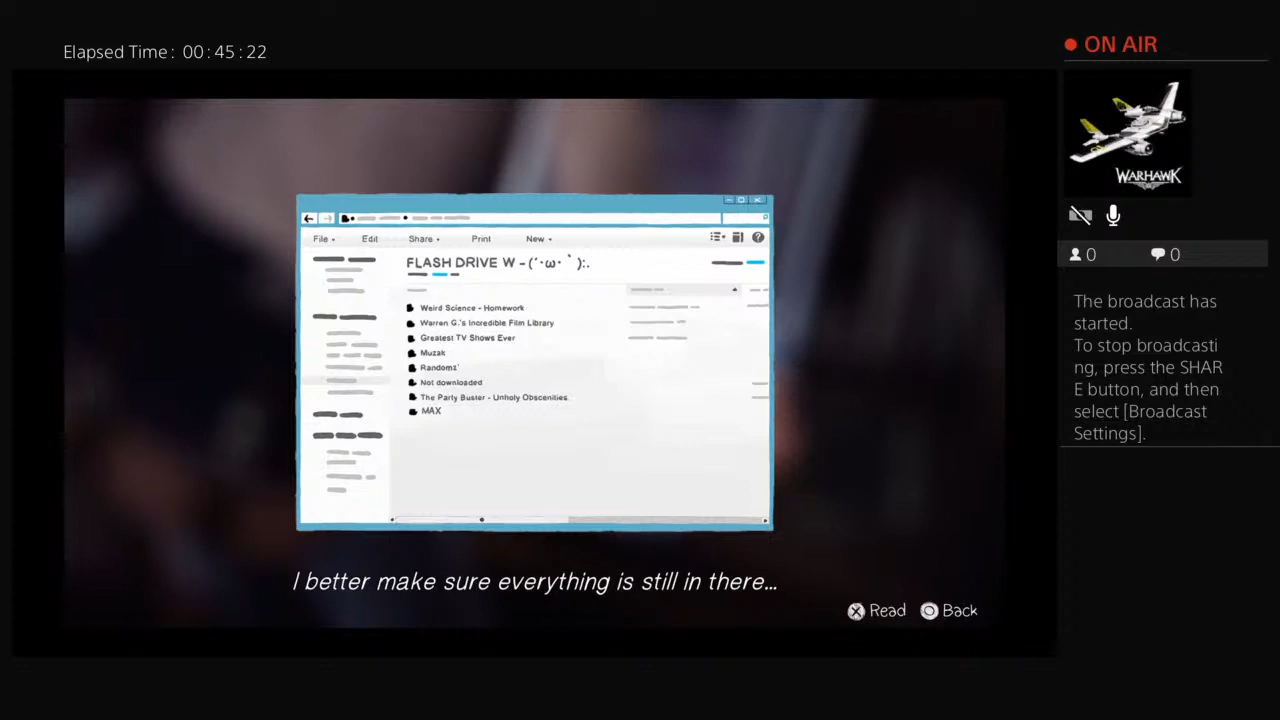 Elapsed Time: 00:45:22
ON AIR
WARHAWK
0 0
The broadcast has
started.
To stop broadcasti
ng, press the SHAR
E button, and then
select [Broadcast
Settings].
File Edit Share Print New
FLASH DRIVE W - (´･ω･｀):.
Weird Science - Homework
Warren G.'s Incredible Film Library
Greatest TV Shows Ever
Muzak
Randomz'
Not downloaded
The Party Buster - Unholy Obscenities.
MAX
I better make sure everything is still in there...
Read Back